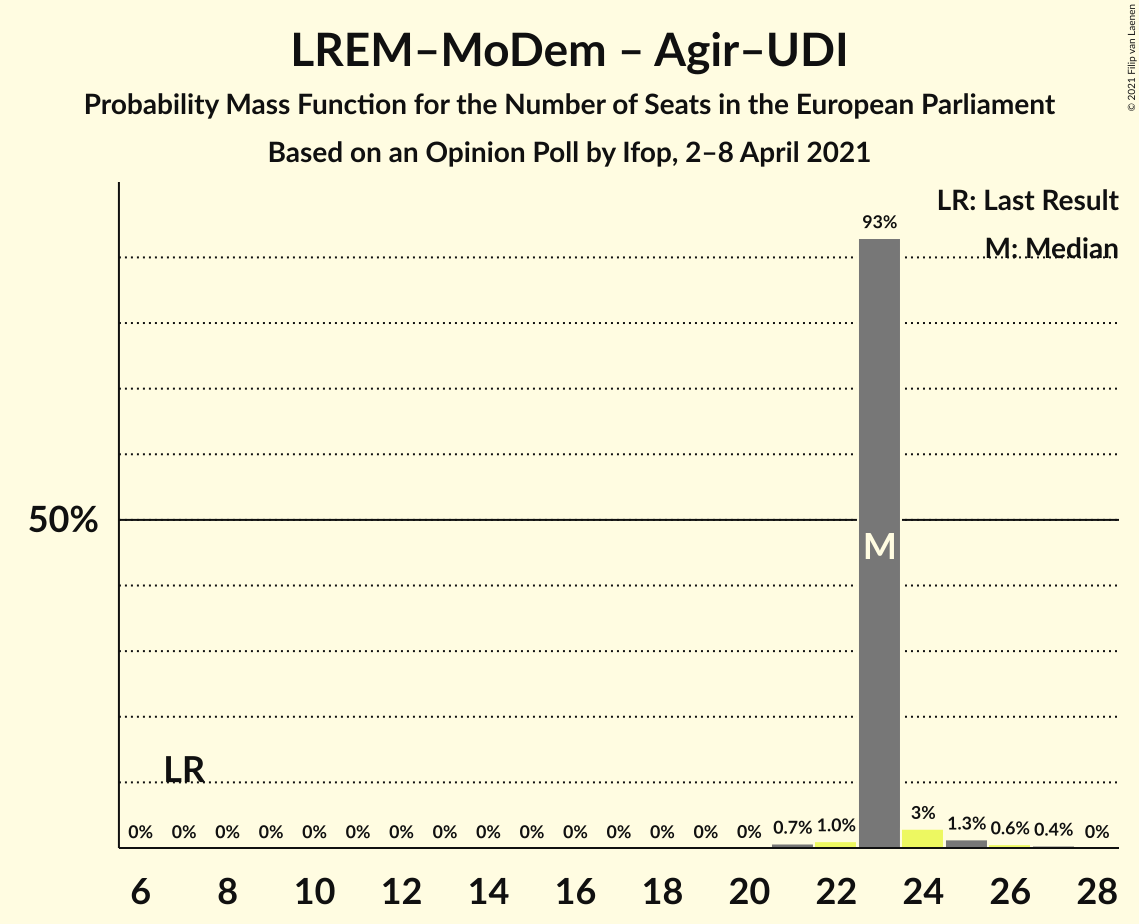 LREM–MoDem – Agir–UDI
Probability Mass Function for the Number of Seats in the European Parliament
Based on an Opinion Poll by Ifop, 2–8 April 2021
© 2021 Filip van Laenen
LR: Last Result
M: Median
93%
50%
M
LR
0% 0% 0% 0% 0% 0% 0% 0% 0% 0% 0% 0% 0% 0% 0% 0.7% 1.0% 3% 1.3% 0.6% 0.4% 0%
6 8 10 12 14 16 18 20 22 24 26 28